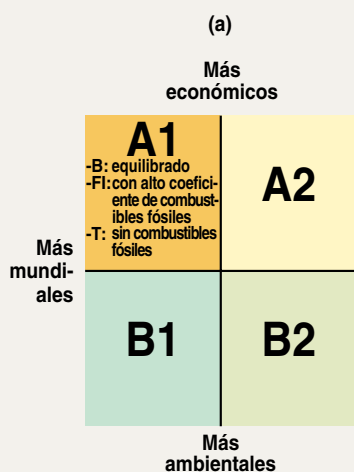 (a)
Más
económicos
A1
-B: equilibrado
-FI: con alto coefici-
ente de combust-
ibles fósiles
-T: sin combustibles
fósiles
A2
Más
mundi-
ales
B1
B2
Más
ambientales